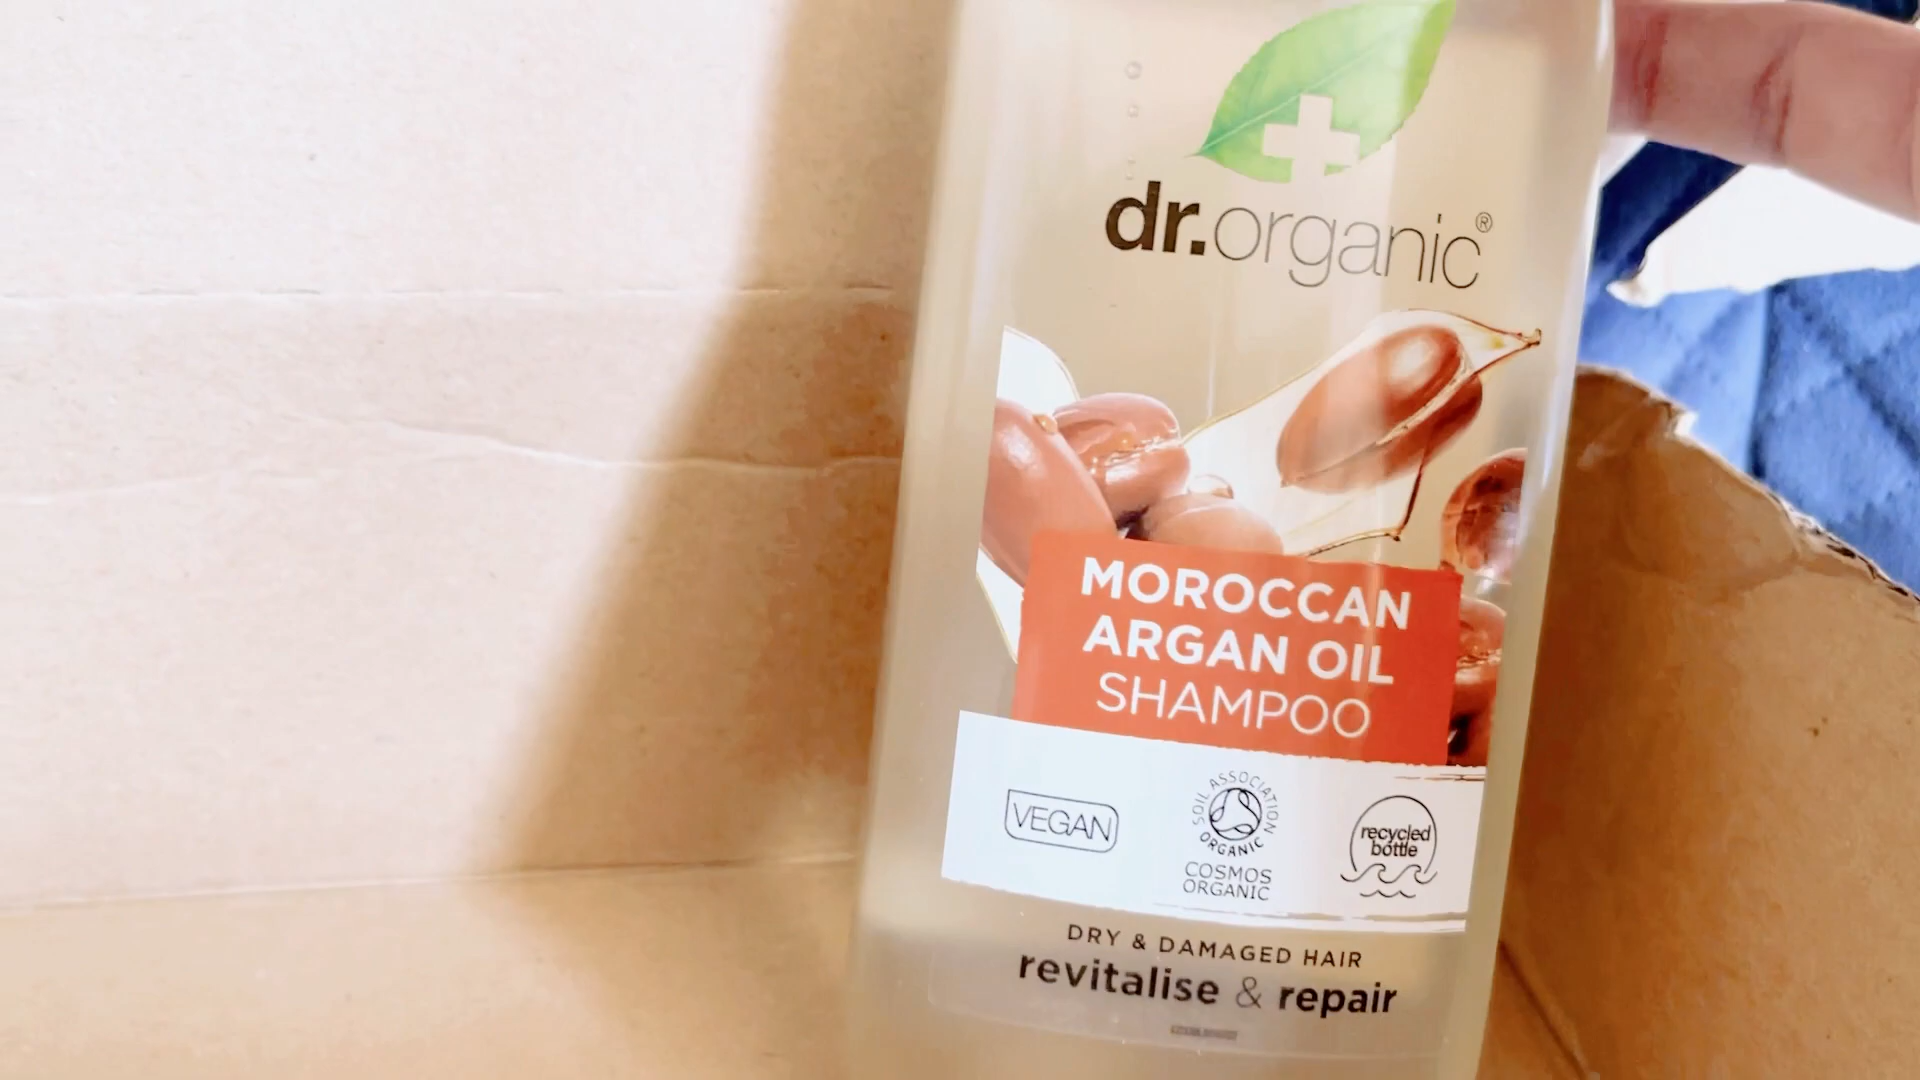 dr.organic®
MOROCCAN
ARGAN OIL
SHAMPOO
VEGAN
SOIL ASSOCIATION
ORGANIC
COSMOS
ORGANIC
recycled
bottle
DRY & DAMAGED HAIR
revitalise & repair